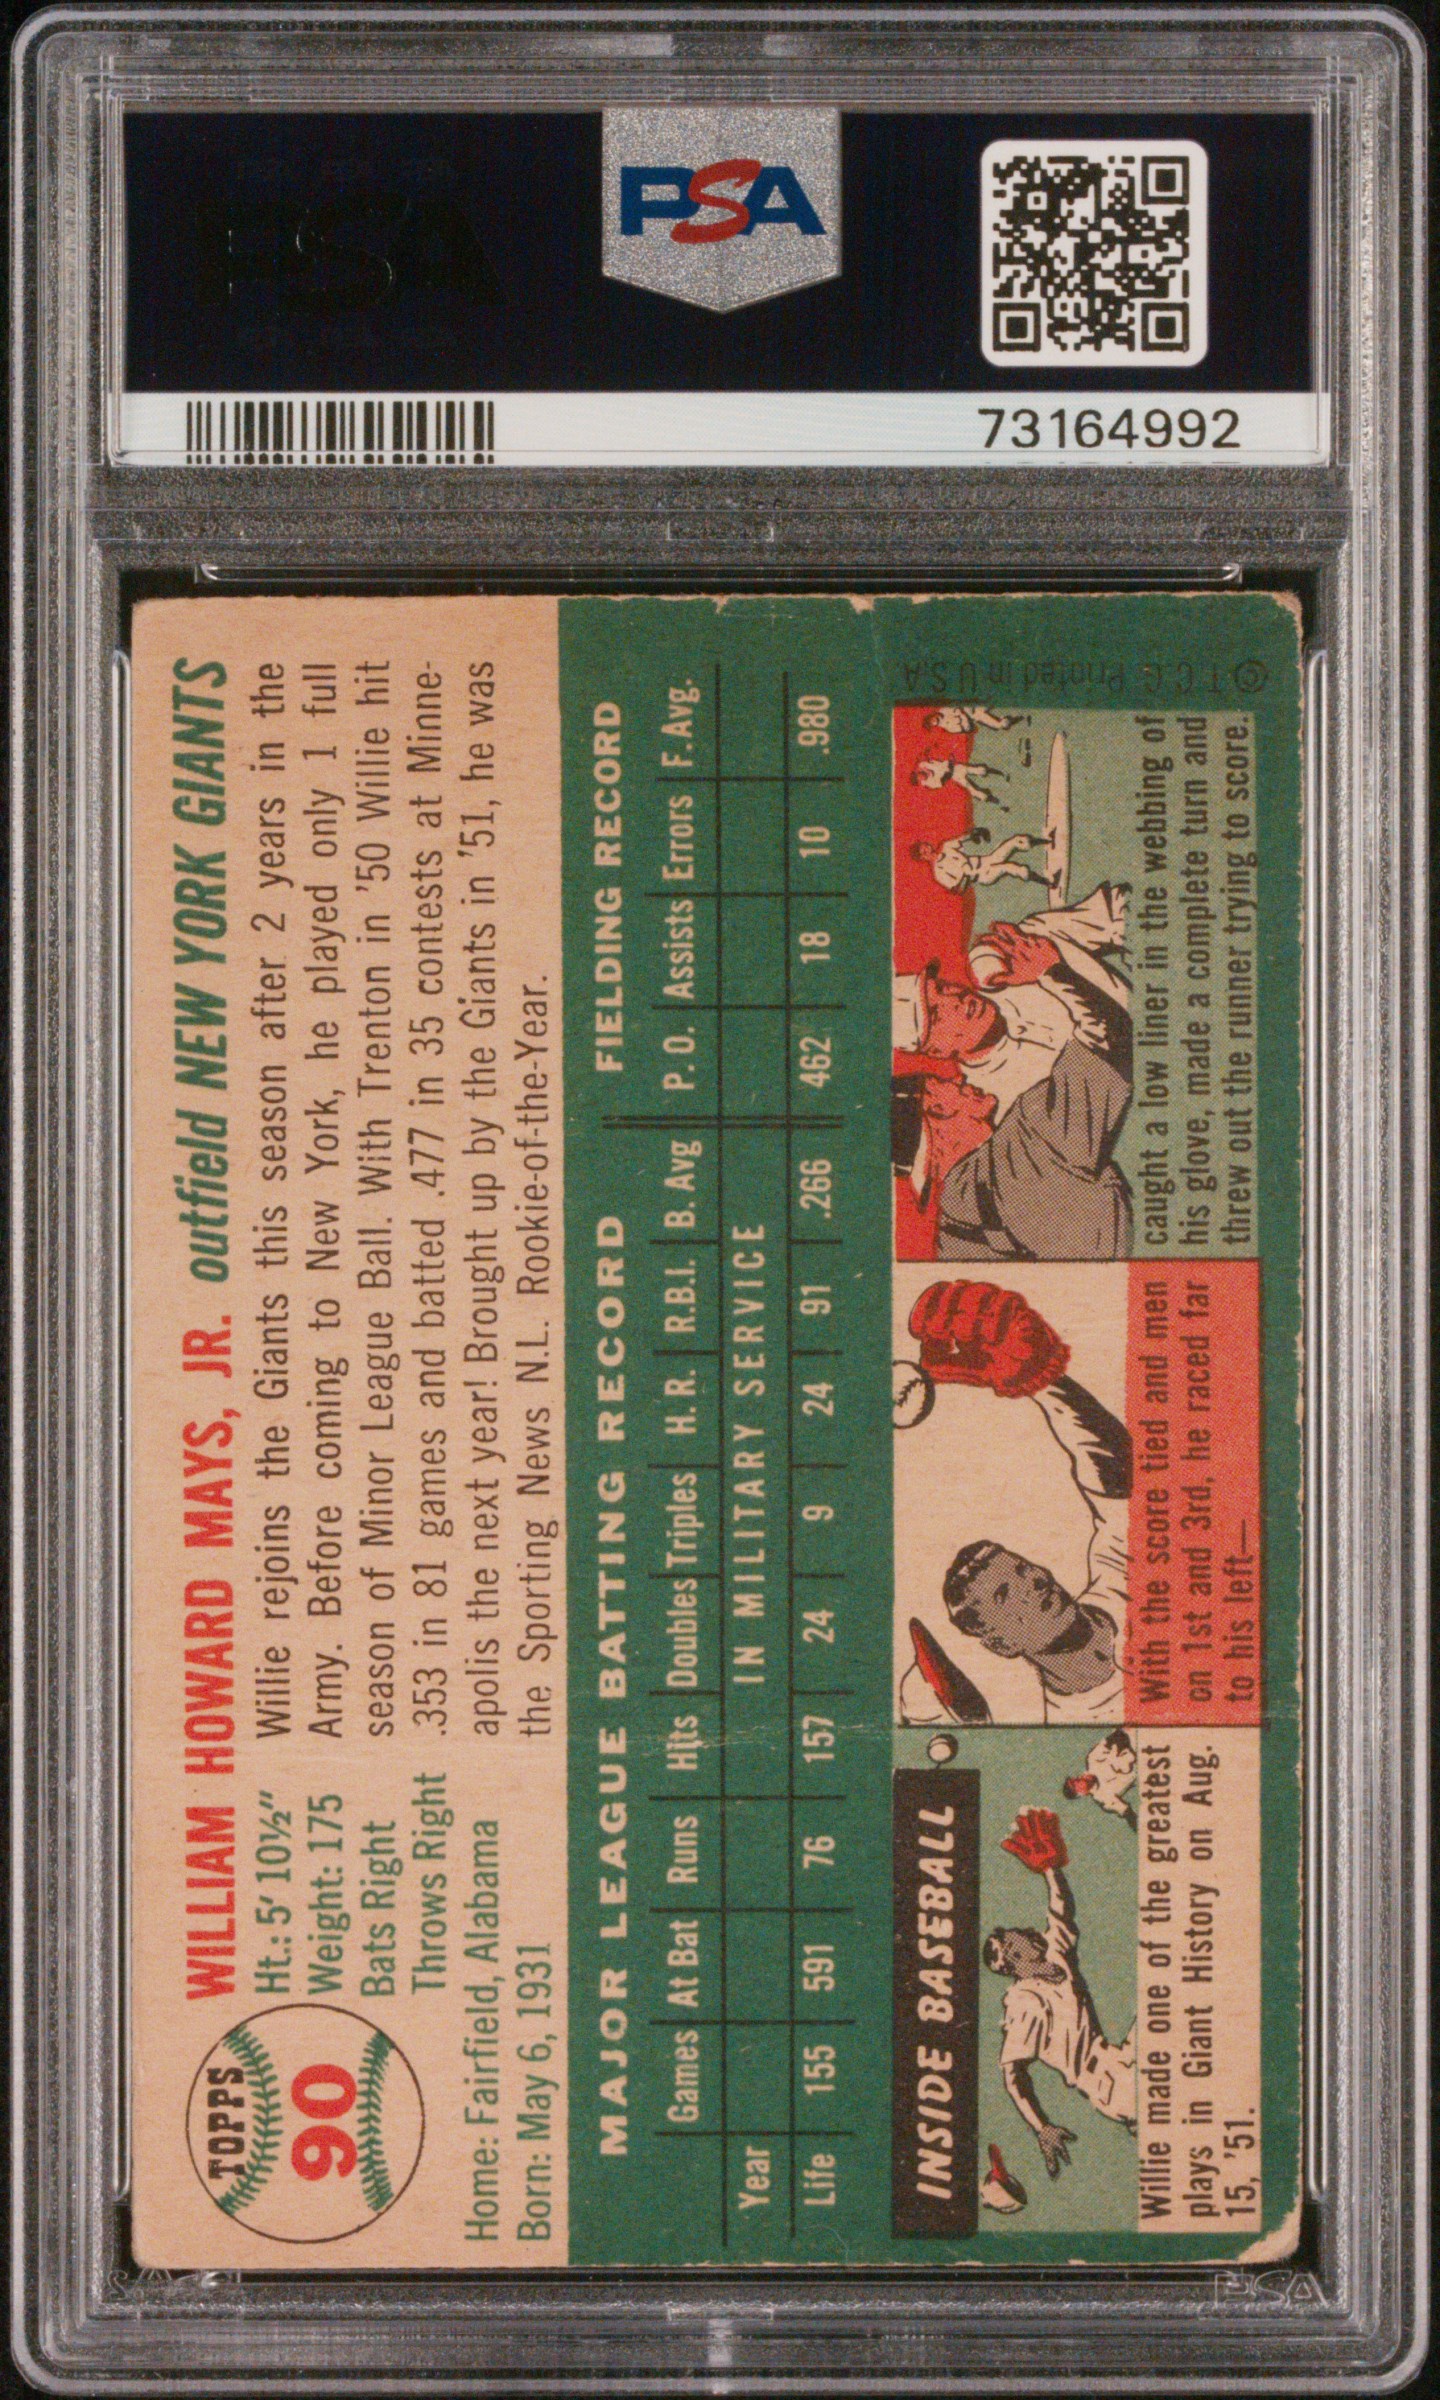 PSA
73164992
TOPPS
90
WILLIAM HOWARD MAYS, JR. outfield NEW YORK GIANTS
Ht.: 5' 10½"
Weight: 175
Bats Right
Throws Right
Home: Fairfield, Alabama
Born: May 6, 1931
Willie rejoins the Giants this season after 2 years in the
Army. Before coming to New York, he played only 1 full
season of Minor League Ball. With Trenton in '50 Willie hit
.353 in 81 games and batted .477 in 35 contests at Minne-
apolis the next year! Brought up by the Giants in '51, he was
the Sporting News N.L. Rookie-of-the-Year.
MAJOR LEAGUE BATTING RECORD FIELDING RECORD
Games At Bat Runs Hits Doubles Triples H. R. R.B.I. B. Avg P. O. Assists Errors F. Avg.
Year IN MILITARY SERVICE
Life 155 591 76 157 24 9 24 91 .266 462 18 10 .980
INSIDE BASEBALL
Willie made one of the greatest
plays in Giant History on Aug.
15, '51.
With the score tied and men
on 1st and 3rd, he raced far
to his left—
caught a low liner in the webbing of
his glove, made a complete turn and
threw out the runner trying to score.
© T. C. G. Printed in U.S.A.
PSA
PSA